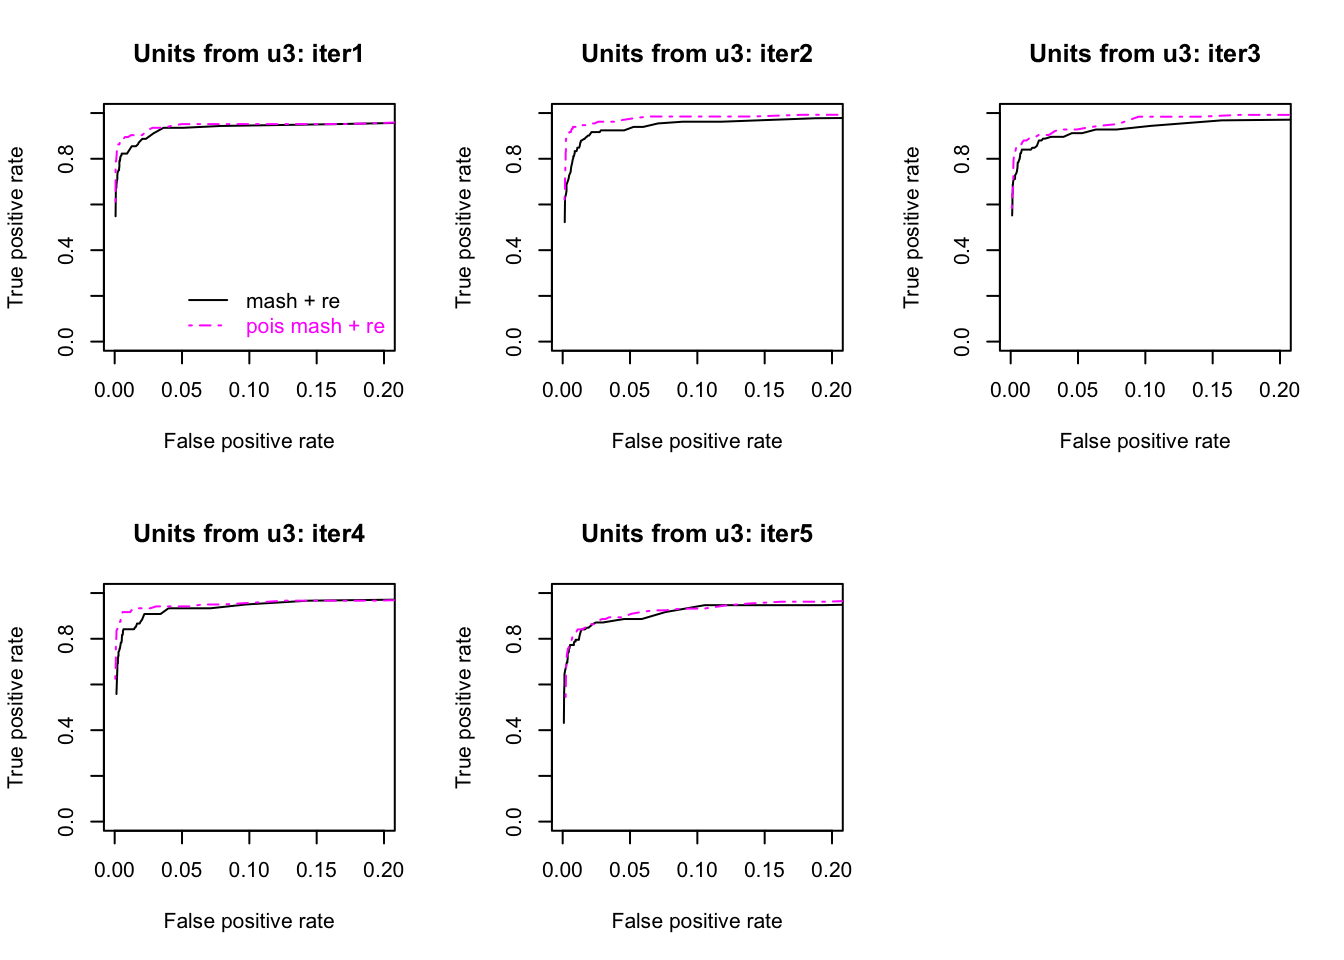 Units from u3: iter1
True positive rate
0.0 0.4 0.8
mash + re
pois mash + re
0.00 0.05 0.10 0.15 0.20
False positive rate
Units from u3: iter2
True positive rate
0.0 0.4 0.8
0.00 0.05 0.10 0.15 0.20
False positive rate
Units from u3: iter3
True positive rate
0.0 0.4 0.8
0.00 0.05 0.10 0.15 0.20
False positive rate
Units from u3: iter4
True positive rate
0.0 0.4 0.8
0.00 0.05 0.10 0.15 0.20
False positive rate
Units from u3: iter5
True positive rate
0.0 0.4 0.8
0.00 0.05 0.10 0.15 0.20
False positive rate